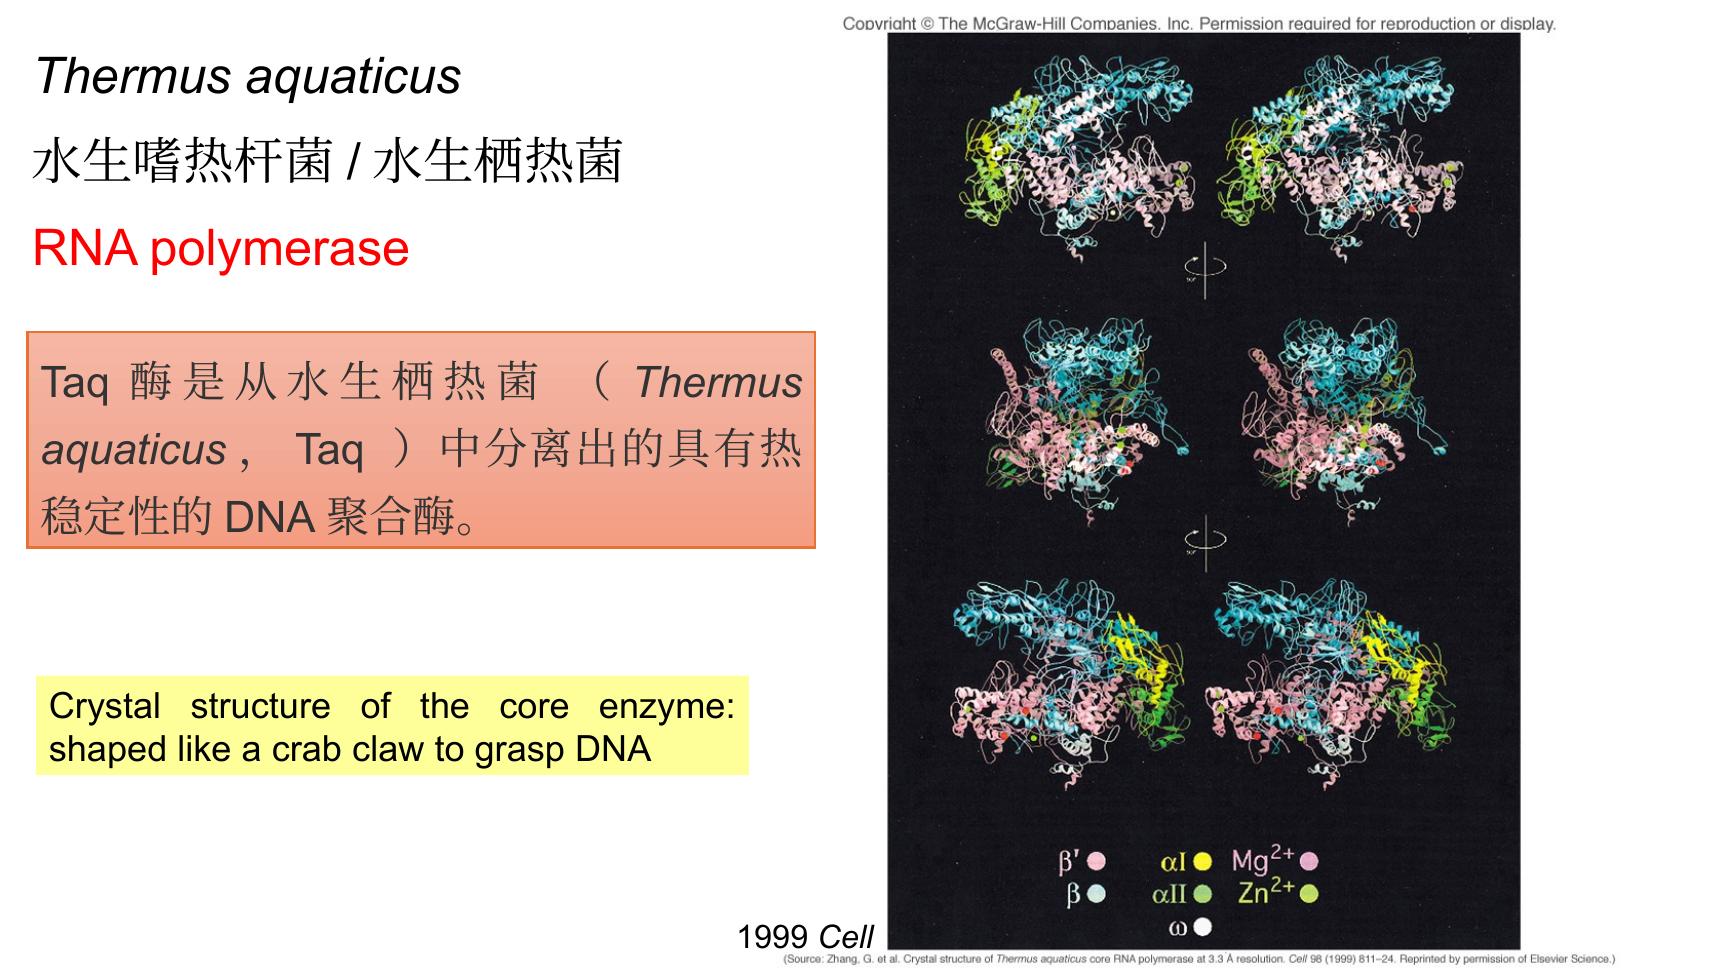 Copyright © The McGraw-Hill Companies, Inc. Permission required for reproduction or display.
Thermus aquaticus
水生嗜热杆菌 / 水生栖热菌
RNA polymerase
Taq 酶是从水生栖热菌 （ Thermus
aquaticus ， Taq ）中分离出的具有热
稳定性的 DNA 聚合酶。
Crystal structure of the core enzyme:
shaped like a crab claw to grasp DNA
90°
90°
β' αI Mg2+
β αII Zn2+
ω
1999 Cell
(Source: Zhang, G. et al. Crystal structure of Thermus aquaticus core RNA polymerase at 3.3 Å resolution. Cell 98 (1999) 811–24. Reprinted by permission of Elsevier Science.)